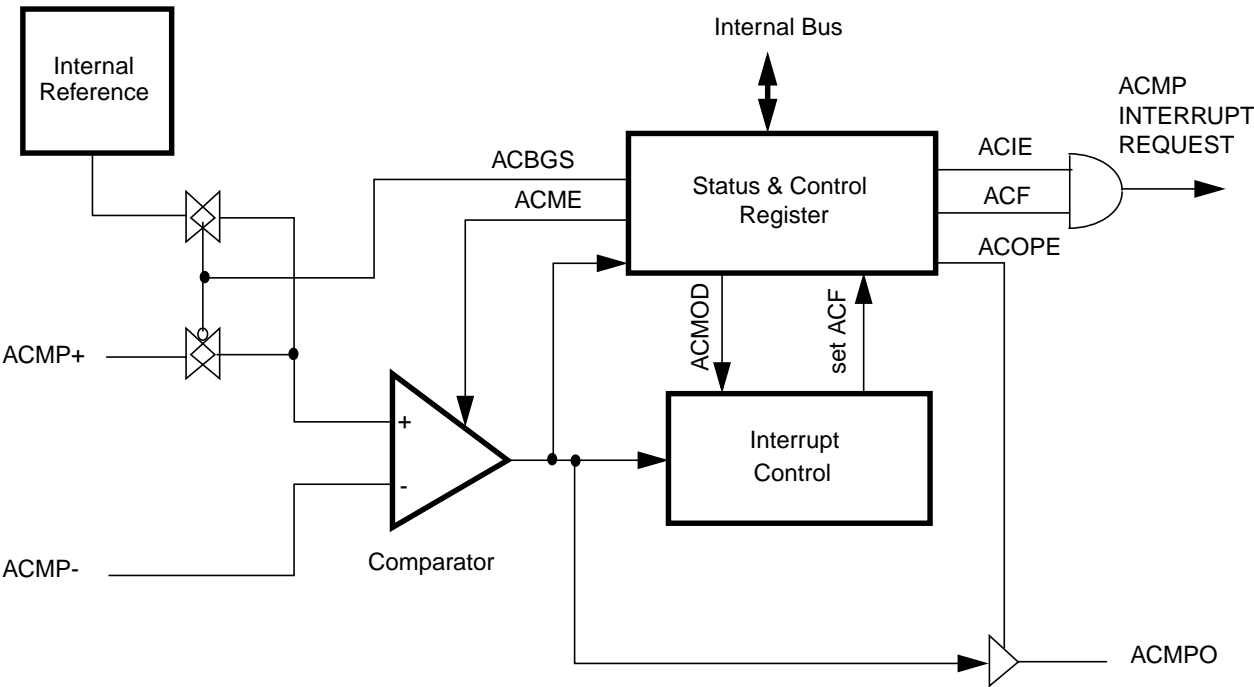 Internal
Reference
Internal Bus
ACMP
INTERRUPT
REQUEST
ACBGS
ACME
Status & Control
Register
ACIE
ACF
ACOPE
ACMOD
set ACF
ACMP+
+
-
Interrupt
Control
Comparator
ACMP-
ACMPO